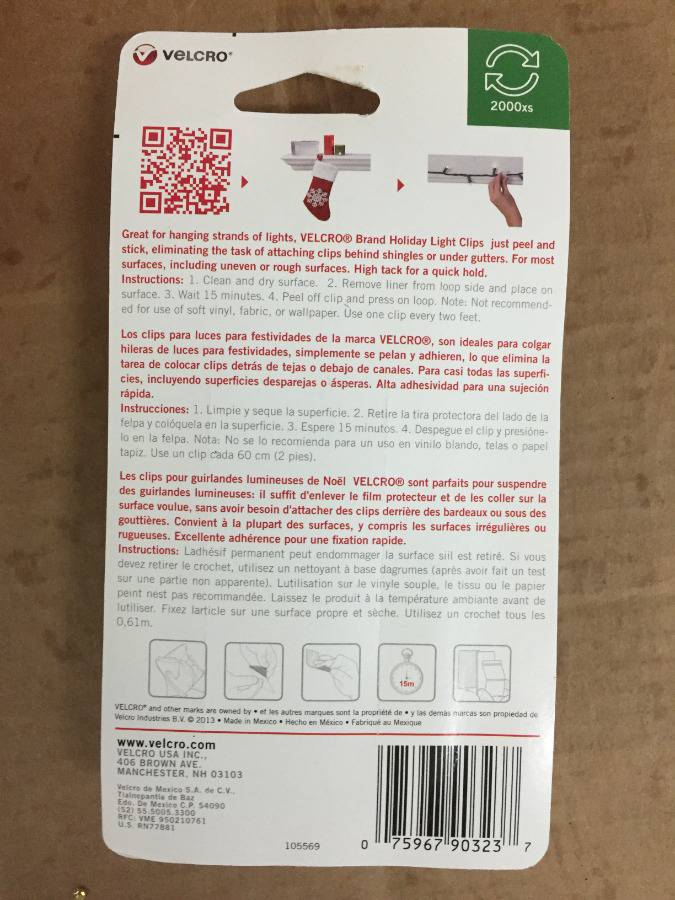 VELCRO®
2000xs
Great for hanging strands of lights, VELCRO® Brand Holiday Light Clips just peel and
stick, eliminating the task of attaching clips behind shingles or under gutters. For most
surfaces, including uneven or rough surfaces. High tack for a quick hold.
Instructions: 1. Clean and dry surface. 2. Remove liner from loop side and place on
surface. 3. Wait 15 minutes. 4. Peel off clip and press on loop. Note: Not recommend-
ed for use of soft vinyl, fabric, or wallpaper. Use one clip every two feet.
Los clips para luces para festividades de la marca VELCRO®, son ideales para colgar
hileras de luces para festividades, simplemente se pelan y adhieren, lo que elimina la
tarea de colocar clips detrás de tejas o debajo de canales. Para casi todas las superfi-
cies, incluyendo superficies desparejas o ásperas. Alta adhesividad para una sujeción
rápida.
Instrucciones: 1. Limpie y seque la superficie. 2. Retire la tira protectora del lado de la
felpa y colóquela en la superficie. 3. Espere 15 minutos. 4. Despegue el clip y presióne-
lo en la felpa. Nota: No se lo recomienda para un uso en vinilo blando, telas o papel
tapiz. Use un clip cada 60 cm (2 pies).
Les clips pour guirlandes lumineuses de Noël VELCRO® sont parfaits pour suspendre
des guirlandes lumineuses: il suffit d'enlever le film protecteur et de les coller sur la
surface voulue, sans avoir besoin d'attacher des clips derrière des bardeaux ou sous des
gouttières. Convient à la plupart des surfaces, y compris les surfaces irrégulières ou
rugueuses. Excellente adhérence pour une fixation rapide.
Instructions: Ladhésif permanent peut endommager la surface siil est retiré. Si vous
devez retirer le crochet, utilisez un nettoyant à base dagrumes (après avoir fait un test
sur une partie non apparente). Lutilisation sur le vinyle souple, le tissu ou le papier
peint nest pas recommandée. Laissez le produit à la température ambiante avant de
lutiliser. Fixez larticle sur une surface propre et sèche. Utilisez un crochet tous les
0,61m.
15m
VELCRO® and other marks are owned by • et les autres marques sont la propriété de • y las demás marcas son propiedad de
Velcro Industries B.V. © 2013 • Made in Mexico • Hecho en México • Fabriqué au Mexique
www.velcro.com
VELCRO USA INC.,
406 BROWN AVE.
MANCHESTER, NH 03103
Velcro de Mexico S.A. de C.V.,
Tlalnepantla de Baz
Edo. De Mexico C.P. 54090
(52) 55.5005.3300
RFC: VME 950210761
U.S. RN77881
105569
0 75967 90323 7